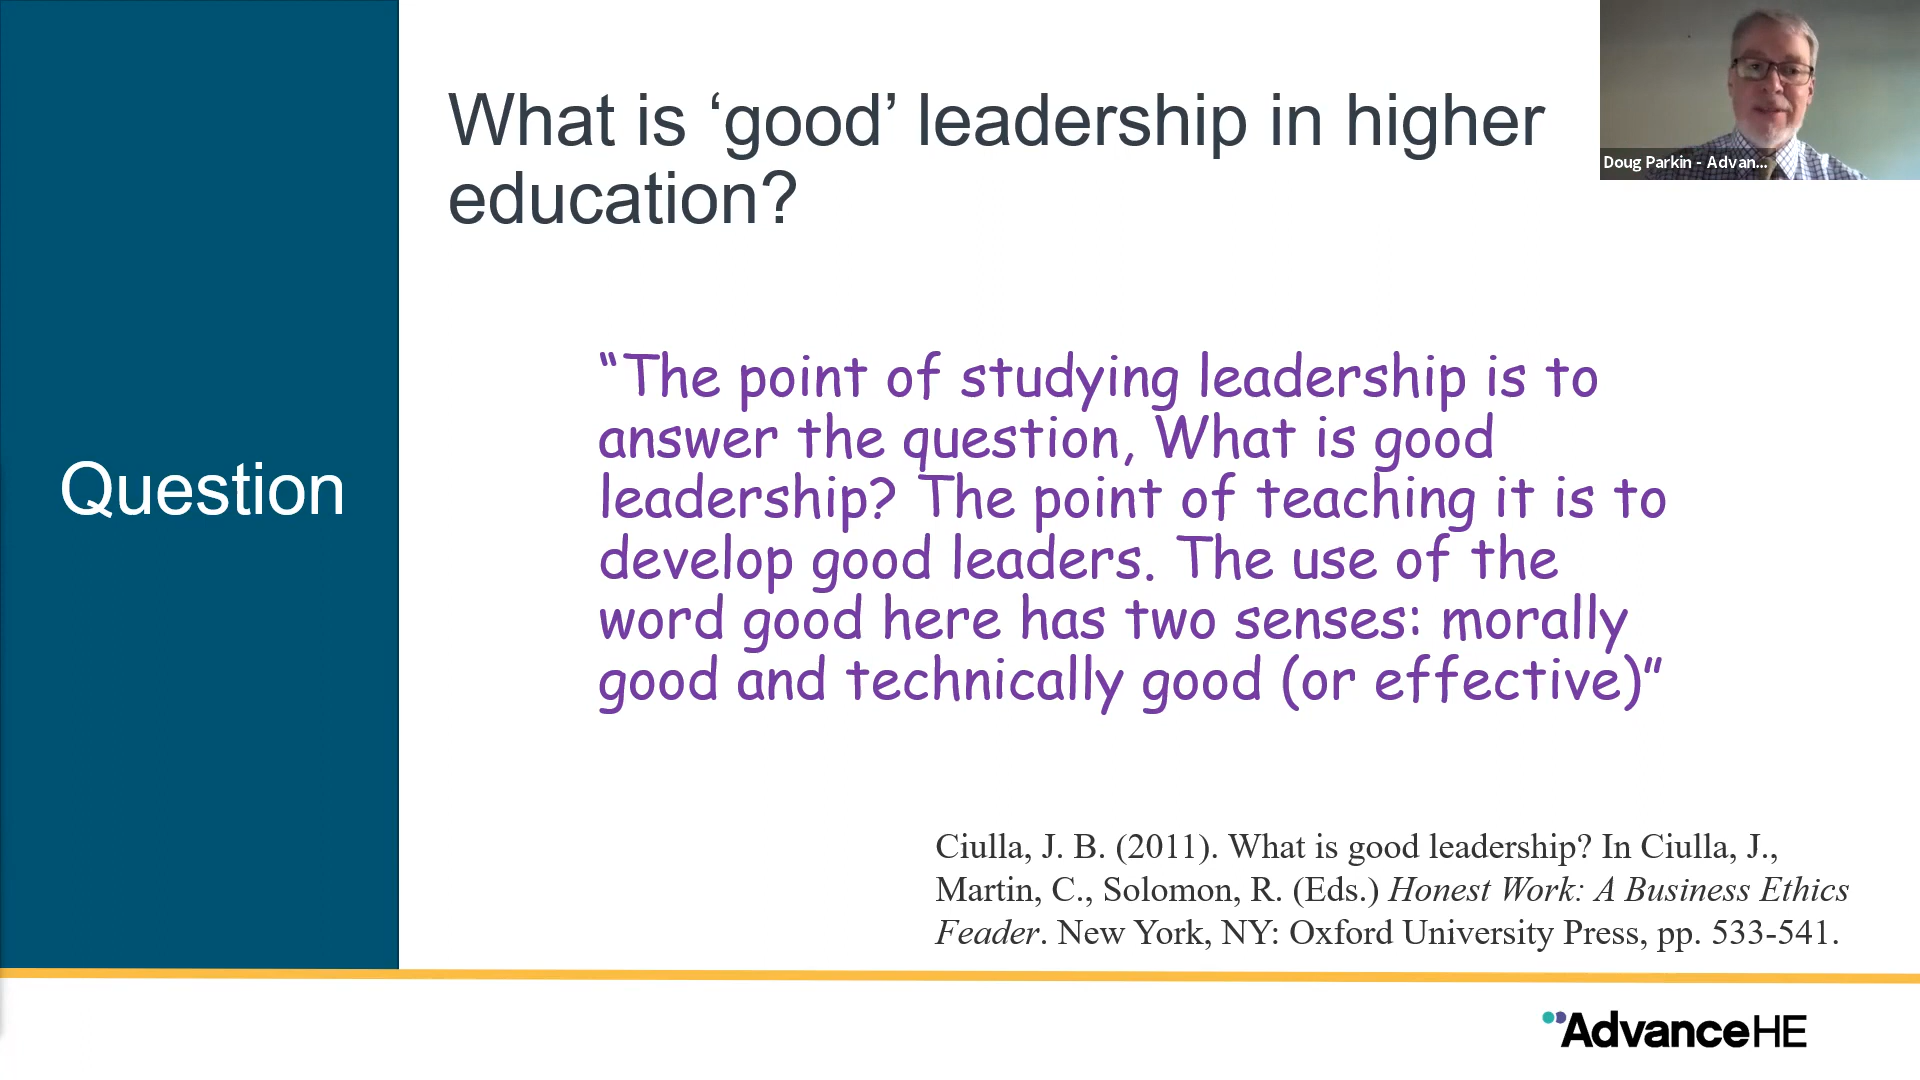 What is ‘good’ leadership in higher
education?
Doug Parkin - Advan...
Question
“The point of studying leadership is to
answer the question, What is good
leadership? The point of teaching it is to
develop good leaders. The use of the
word good here has two senses: morally
good and technically good (or effective)”
Ciulla, J. B. (2011). What is good leadership? In Ciulla, J.,
Martin, C., Solomon, R. (Eds.) Honest Work: A Business Ethics
Feader. New York, NY: Oxford University Press, pp. 533-541.
AdvanceHE